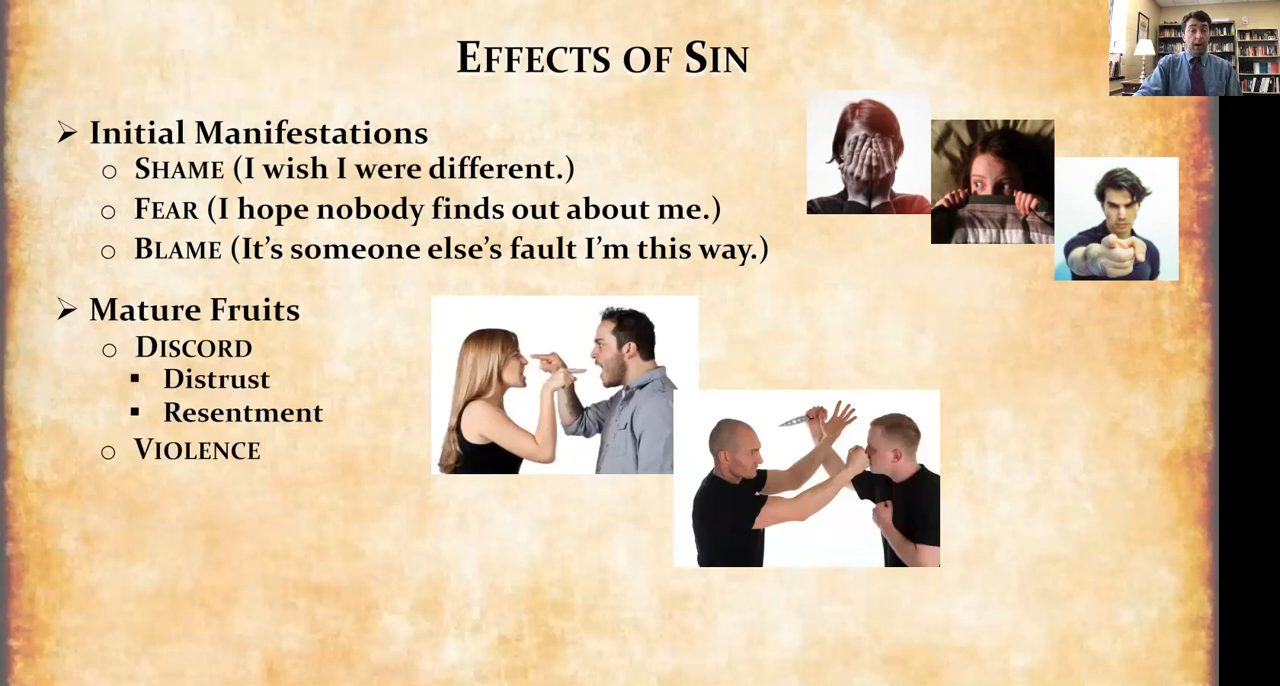 EFFECTS OF SIN
➢ Initial Manifestations
○ SHAME (I wish I were different.)
○ FEAR (I hope nobody finds out about me.)
○ BLAME (It’s someone else’s fault I’m this way.)
➢ Mature Fruits
○ DISCORD
▪ Distrust
▪ Resentment
○ VIOLENCE